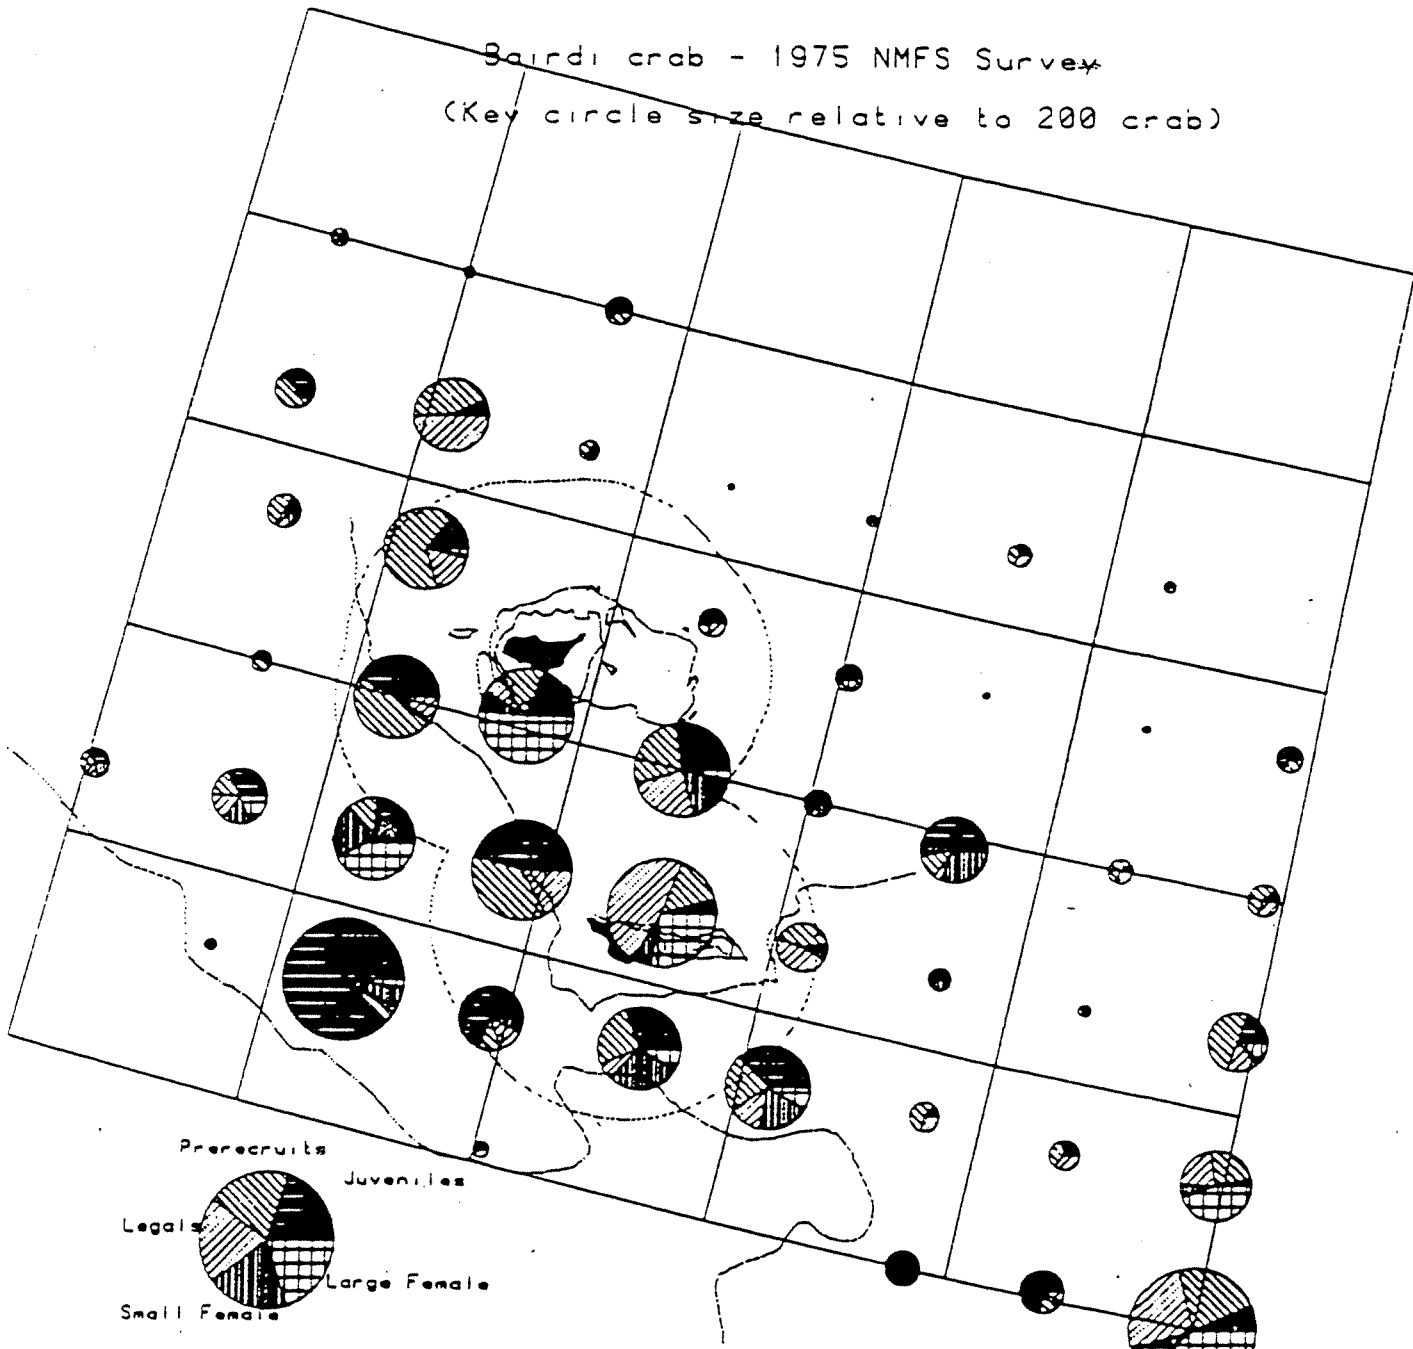 Bairdi crab - 1975 NMFS Survey
(Key circle size relative to 200 crab)
Prerecruits
Juveniles
Legals
Large Female
Small Female